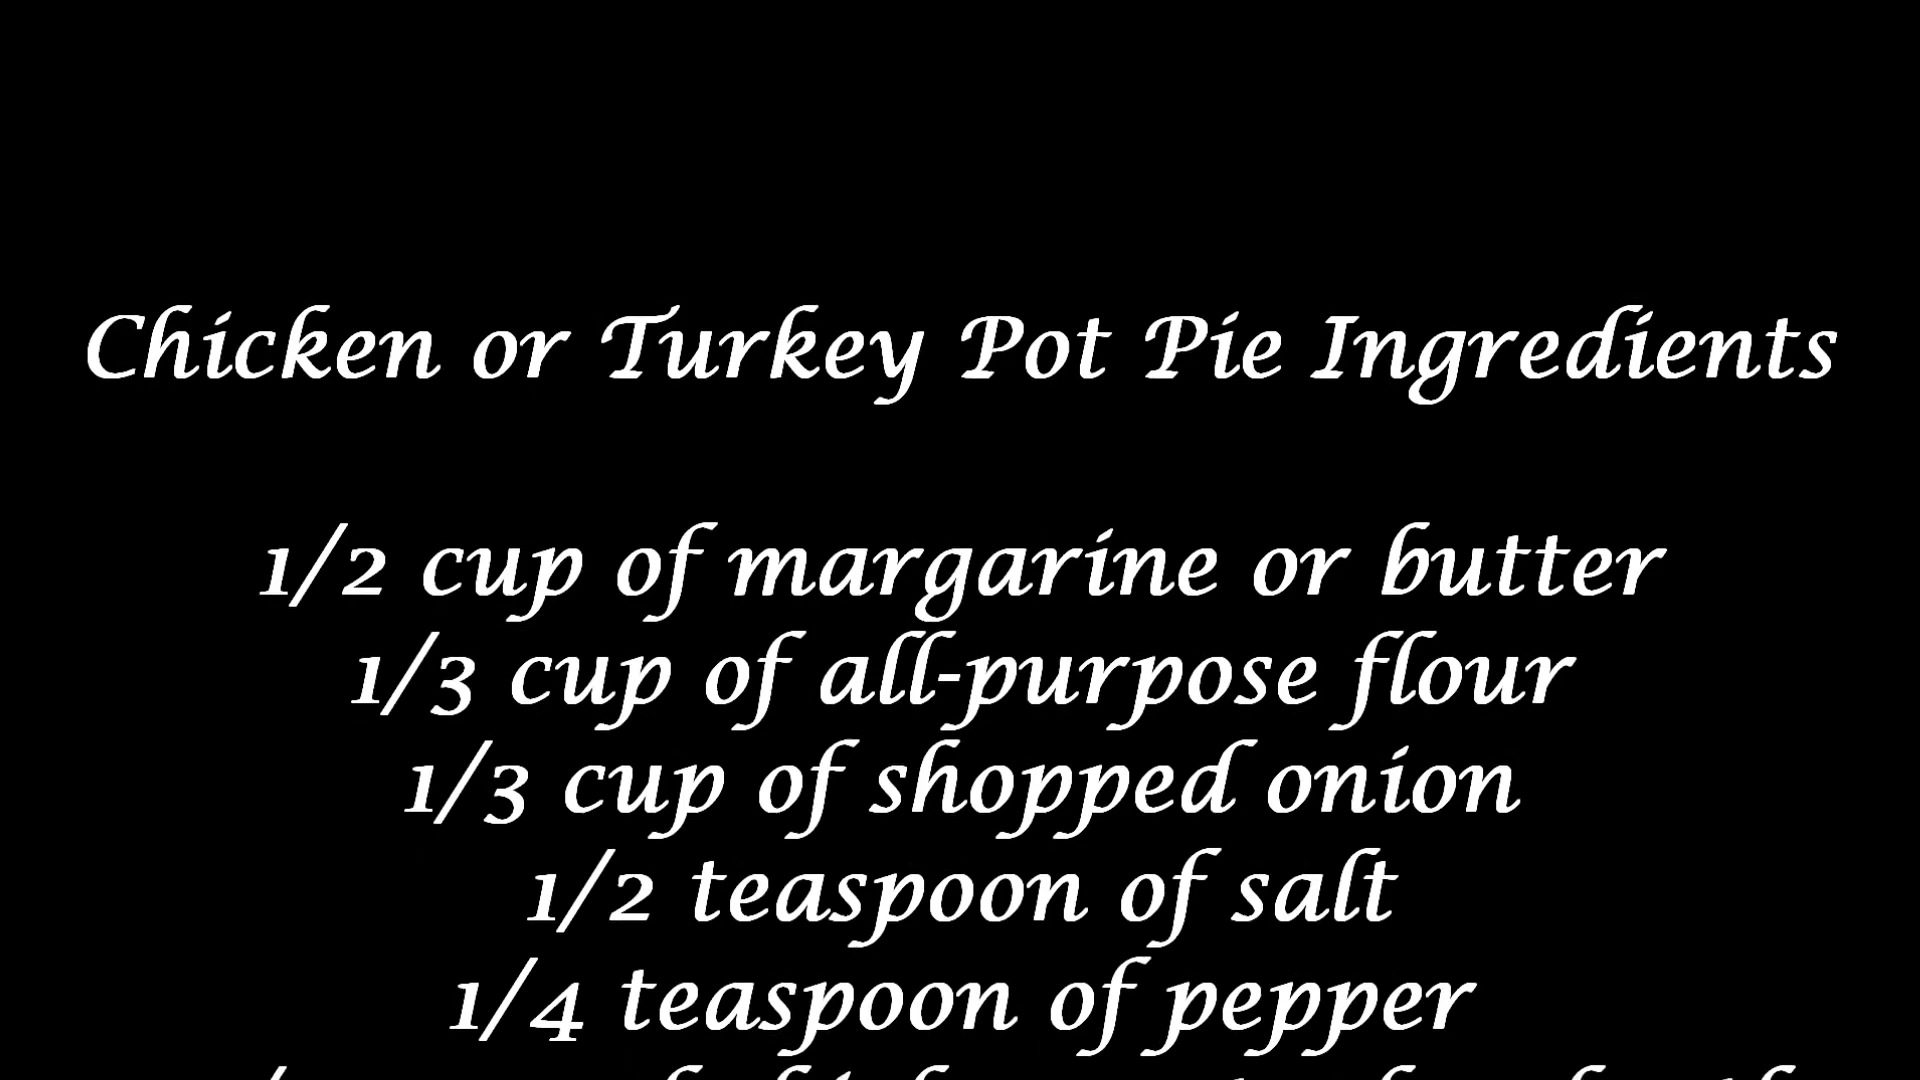 Chicken or Turkey Pot Pie Ingredients
1/2 cup of margarine or butter
1/3 cup of all-purpose flour
1/3 cup of shopped onion
1/2 teaspoon of salt
1/4 teaspoon of pepper